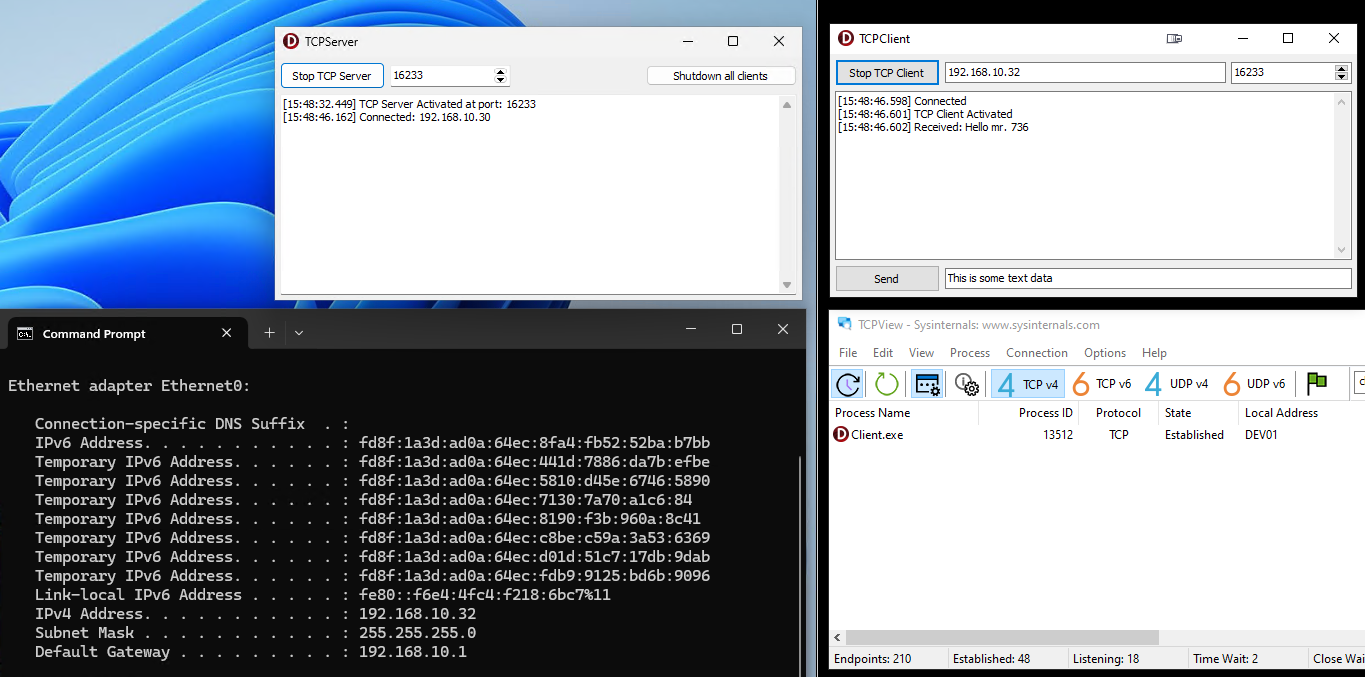 TCPServer
Stop TCP Server
16233
Shutdown all clients
[15:48:32.449] TCP Server Activated at port: 16233
[15:48:46.162] Connected: 192.168.10.30
TCPClient
Stop TCP Client
192.168.10.32
16233
[15:48:46.598] Connected
[15:48:46.601] TCP Client Activated
[15:48:46.602] Received: Hello mr. 736
Send
This is some text data
Command Prompt
Ethernet adapter Ethernet0:
Connection-specific DNS Suffix . :
IPv6 Address. . . . . . . . . . . : fd8f:1a3d:ad0a:64ec:8fa4:fb52:52ba:b7bb
Temporary IPv6 Address. . . . . . : fd8f:1a3d:ad0a:64ec:441d:7886:da7b:efbe
Temporary IPv6 Address. . . . . . : fd8f:1a3d:ad0a:64ec:5810:d45e:6746:5890
Temporary IPv6 Address. . . . . . : fd8f:1a3d:ad0a:64ec:7130:7a70:a1c6:84
Temporary IPv6 Address. . . . . . : fd8f:1a3d:ad0a:64ec:8190:f3b:960a:8c41
Temporary IPv6 Address. . . . . . : fd8f:1a3d:ad0a:64ec:c8be:c59a:3a53:6369
Temporary IPv6 Address. . . . . . : fd8f:1a3d:ad0a:64ec:d01d:51c7:17db:9dab
Temporary IPv6 Address. . . . . . : fd8f:1a3d:ad0a:64ec:fdb9:9125:bd6b:9096
Link-local IPv6 Address . . . . . : fe80::f6e4:4fc4:f218:6bc7%11
IPv4 Address. . . . . . . . . . . : 192.168.10.32
Subnet Mask . . . . . . . . . . . : 255.255.255.0
Default Gateway . . . . . . . . . : 192.168.10.1
TCPView - Sysinternals: www.sysinternals.com
File Edit View Process Connection Options Help
4 TCP v4 6 TCP v6 4 UDP v4 6 UDP v6
Process Name Process ID Protocol State Local Address
Client.exe 13512 TCP Established DEV01
Endpoints: 210 Established: 48 Listening: 18 Time Wait: 2 Close Wai